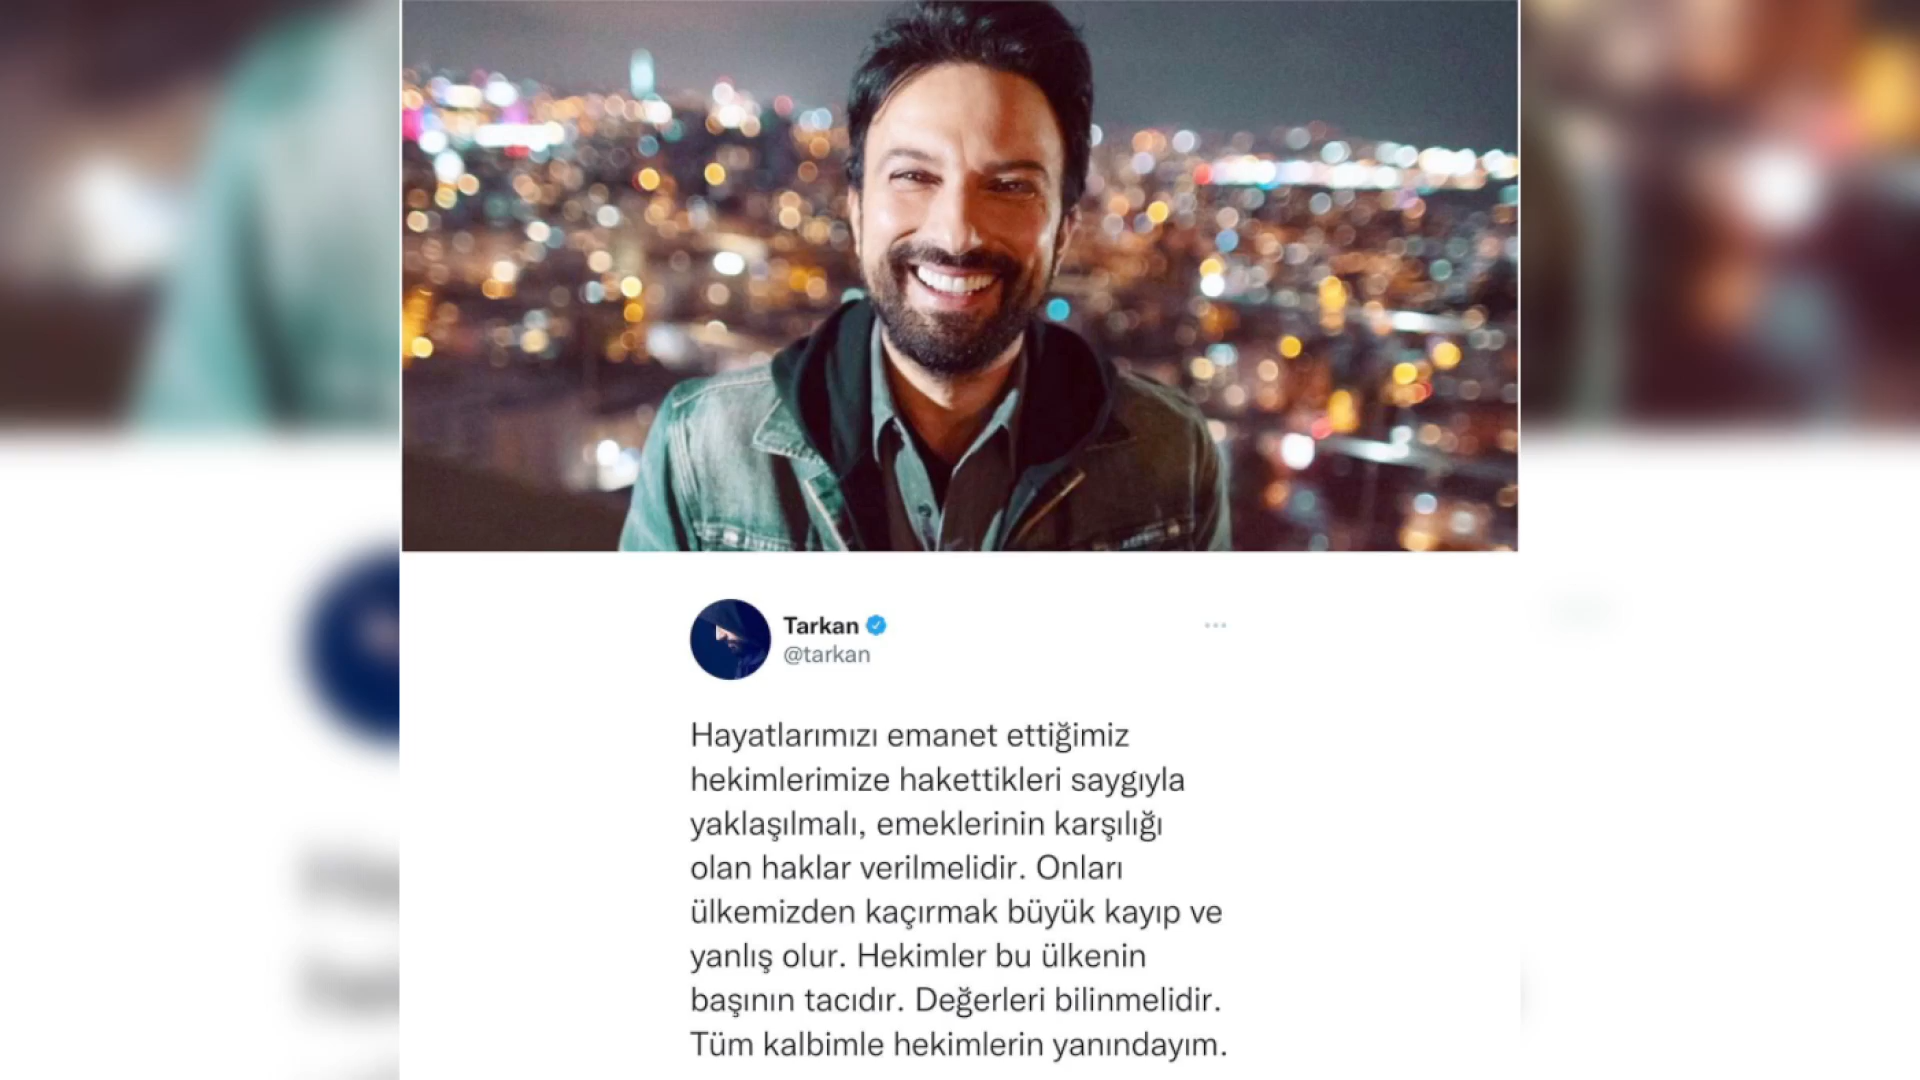 Tarkan
@tarkan
Hayatlarımızı emanet ettiğimiz
hekimlerimize hakettikleri saygıyla
yaklaşılmalı, emeklerinin karşılığı
olan haklar verilmelidir. Onları
ülkemizden kaçırmak büyük kayıp ve
yanlış olur. Hekimler bu ülkenin
başının tacıdır. Değerleri bilinmelidir.
Tüm kalbimle hekimlerin yanındayım.